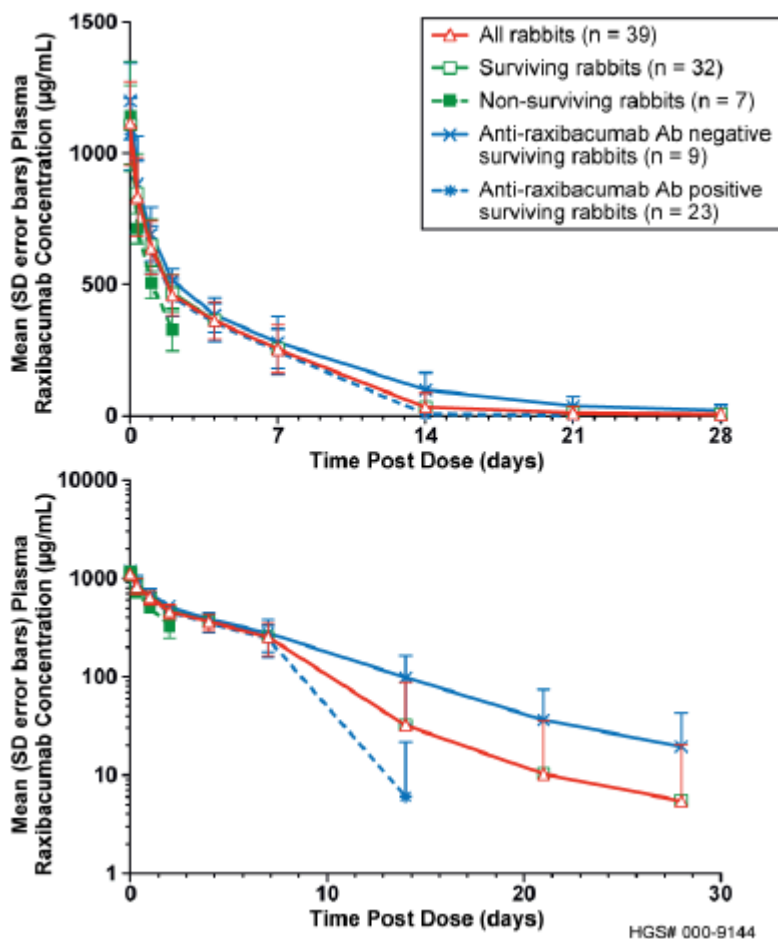 Mean (SD error bars) Plasma
Raxibacumab Concentration (µg/mL)
1500
1000
500
0
All rabbits (n = 39)
Surviving rabbits (n = 32)
Non-surviving rabbits (n = 7)
Anti-raxibacumab Ab negative
surviving rabbits (n = 9)
Anti-raxibacumab Ab positive
surviving rabbits (n = 23)
0 7 14 21 28
Time Post Dose (days)
Mean (SD error bars) Plasma
Raxibacumab Concentration (µg/mL)
10000
1000
100
10
1
0 10 20 30
Time Post Dose (days)
HGS# 000-9144